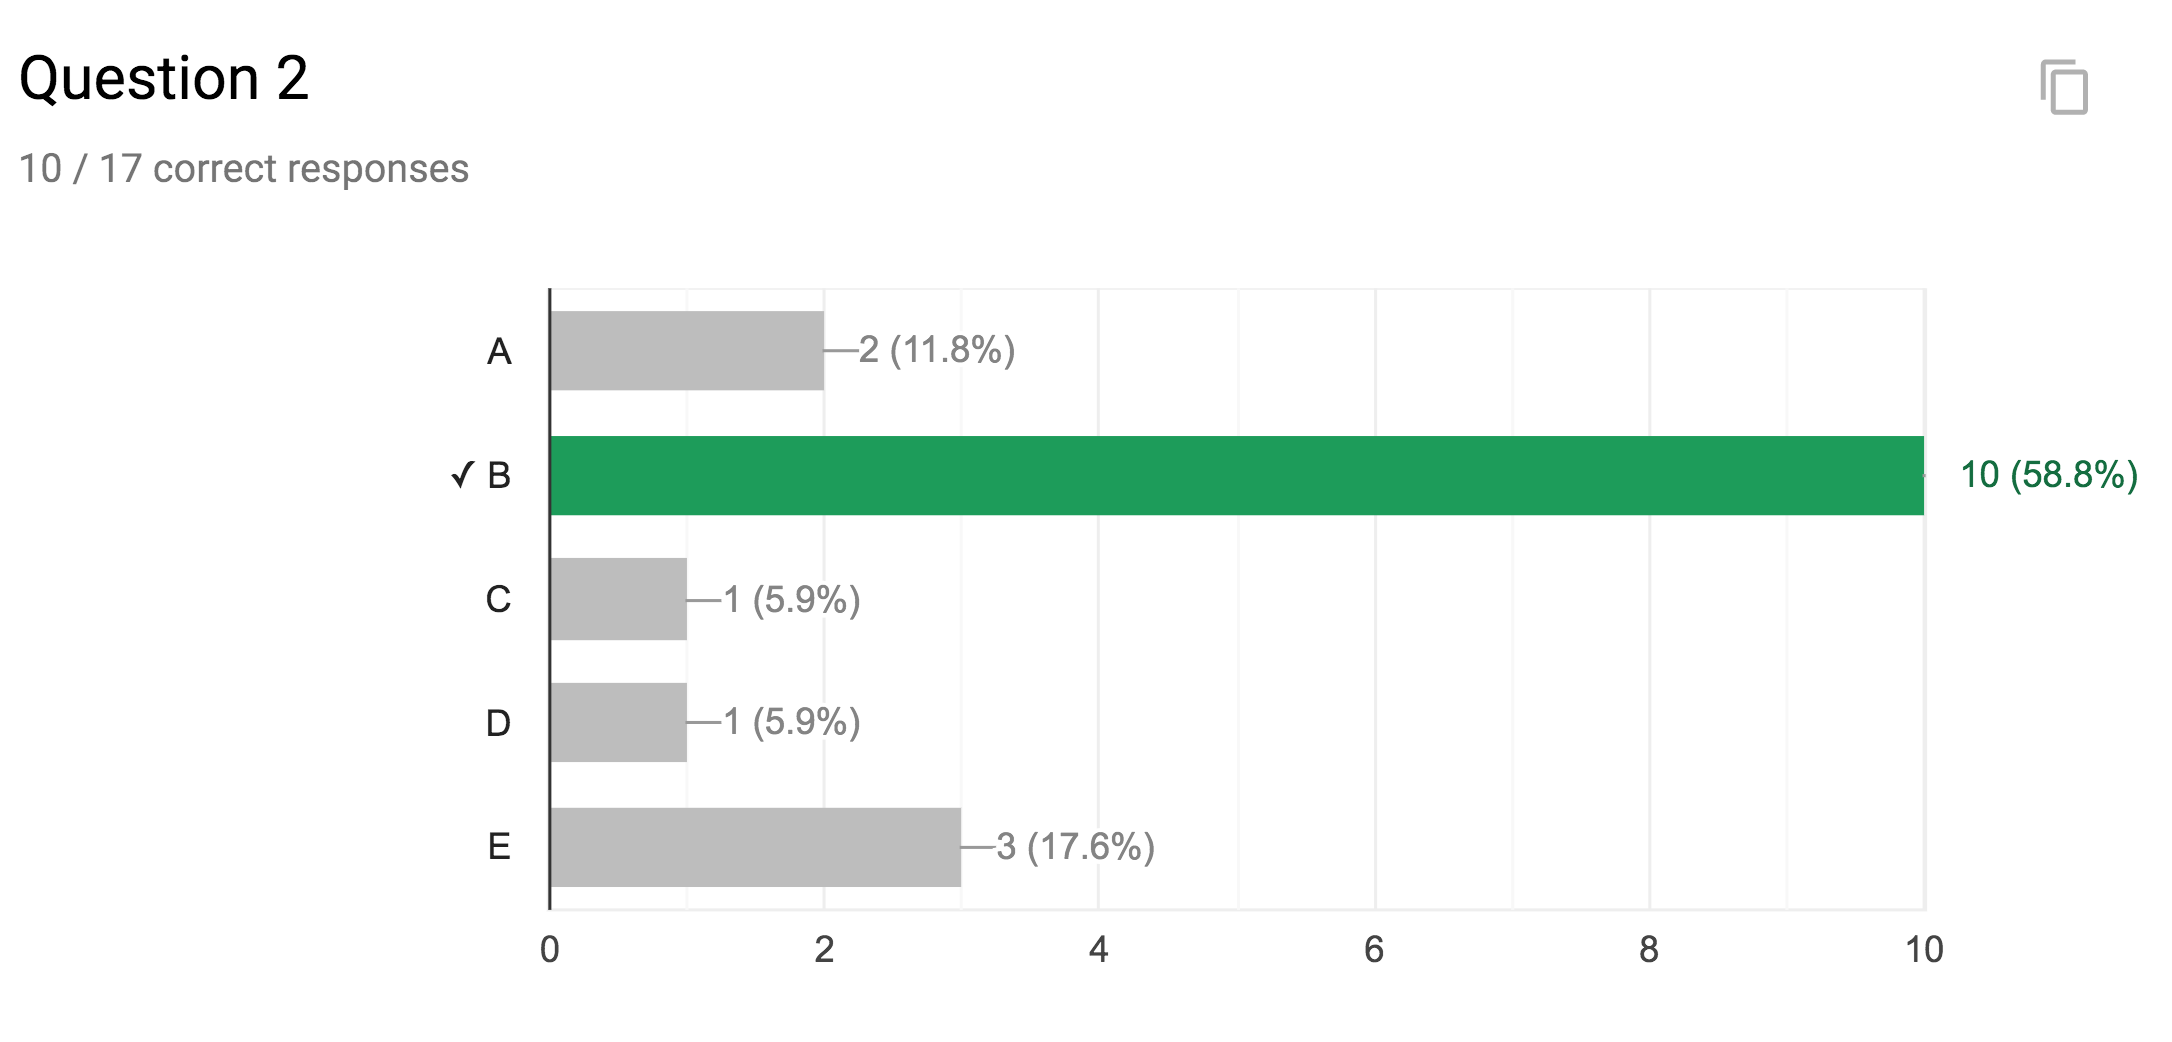 Question 2
10 / 17 correct responses
A 2 (11.8%)
✓ B 10 (58.8%)
C 1 (5.9%)
D 1 (5.9%)
E 3 (17.6%)
0 2 4 6 8 10